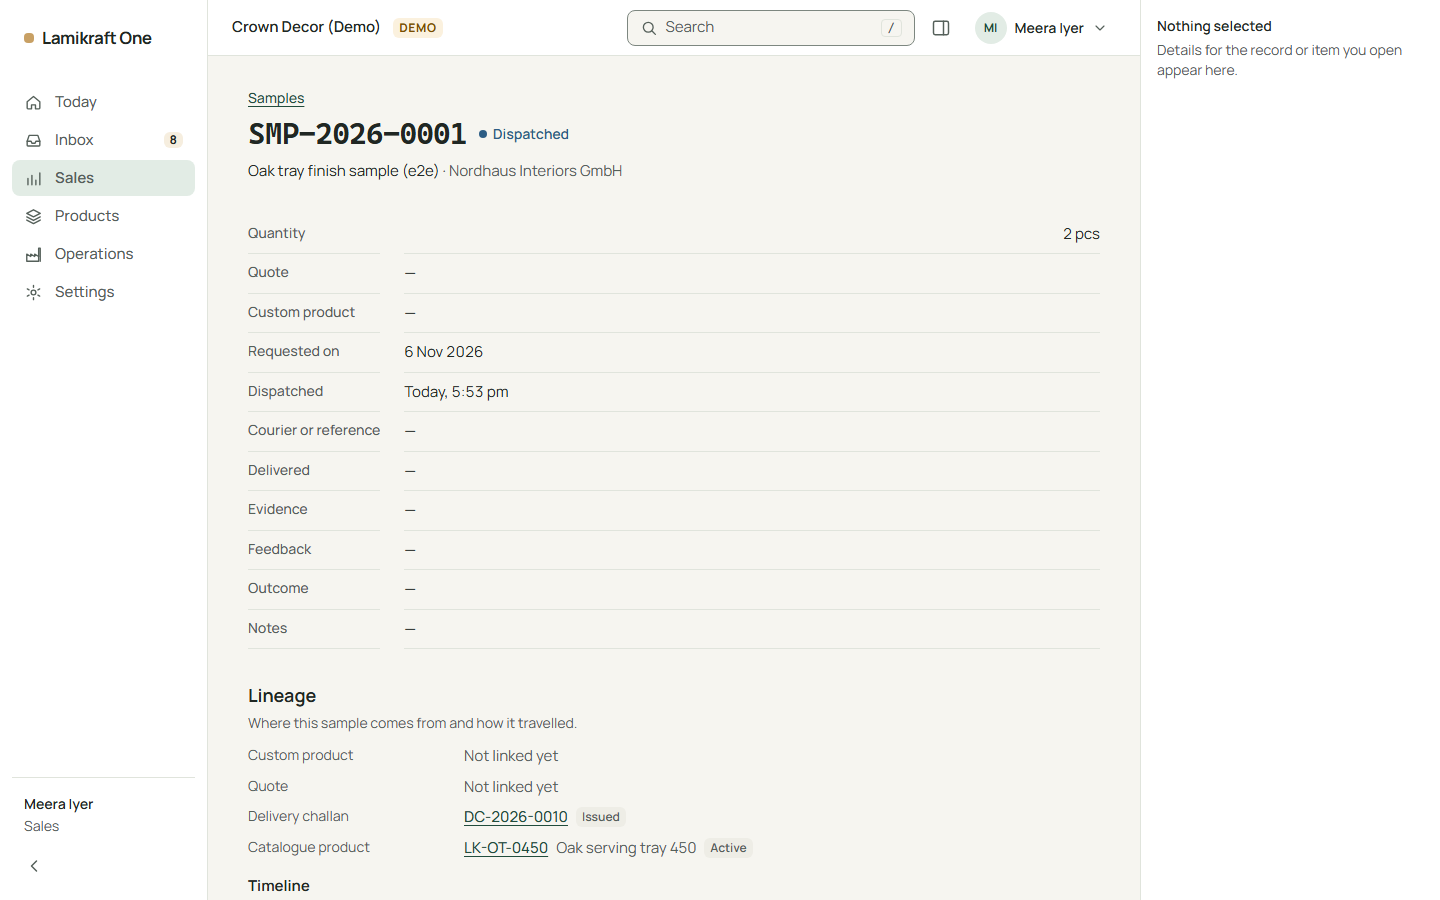 Lamikraft One
Today
Inbox 8
Sales
Products
Operations
Settings
Meera Iyer
Sales
Crown Decor (Demo) DEMO
Search /
MI Meera Iyer
Samples
SMP-2026-0001 Dispatched
Oak tray finish sample (e2e) · Nordhaus Interiors GmbH
Quantity 2 pcs
Quote —
Custom product —
Requested on 6 Nov 2026
Dispatched Today, 5:53 pm
Courier or reference —
Delivered —
Evidence —
Feedback —
Outcome —
Notes —
Lineage
Where this sample comes from and how it travelled.
Custom product Not linked yet
Quote Not linked yet
Delivery challan DC-2026-0010 Issued
Catalogue product LK-OT-0450 Oak serving tray 450 Active
Timeline
Nothing selected
Details for the record or item you open
appear here.